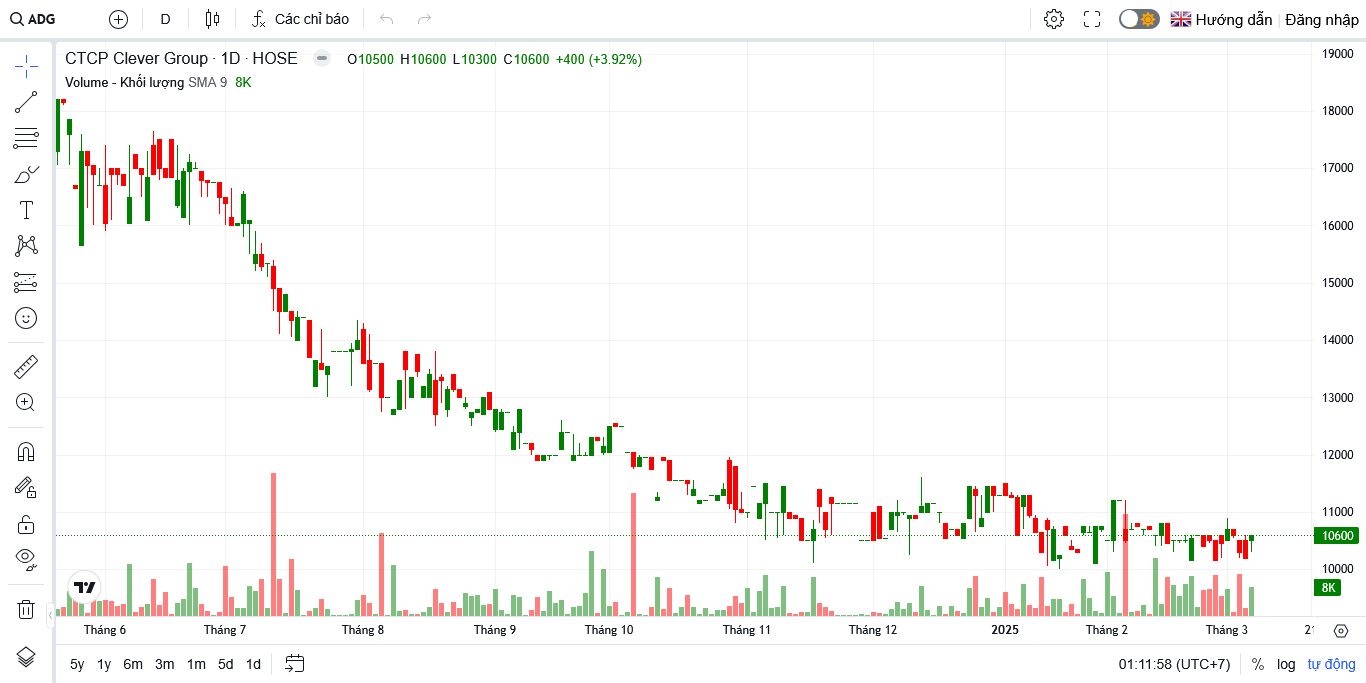 ADG D Các chỉ báo Hướng dẫn Đăng nhập
CTCP Clever Group · 1D · HOSE O10500 H10600 L10300 C10600 +400 (+3.92%)
Volume - Khối lượng SMA 9 8K
19000
18000
17000
16000
15000
14000
13000
12000
11000
10600
10000
8K
Tháng 6 Tháng 7 Tháng 8 Tháng 9 Tháng 10 Tháng 11 Tháng 12 2025 Tháng 2 Tháng 3
5y 1y 6m 3m 1m 5d 1d 01:11:58 (UTC+7) % log tự động